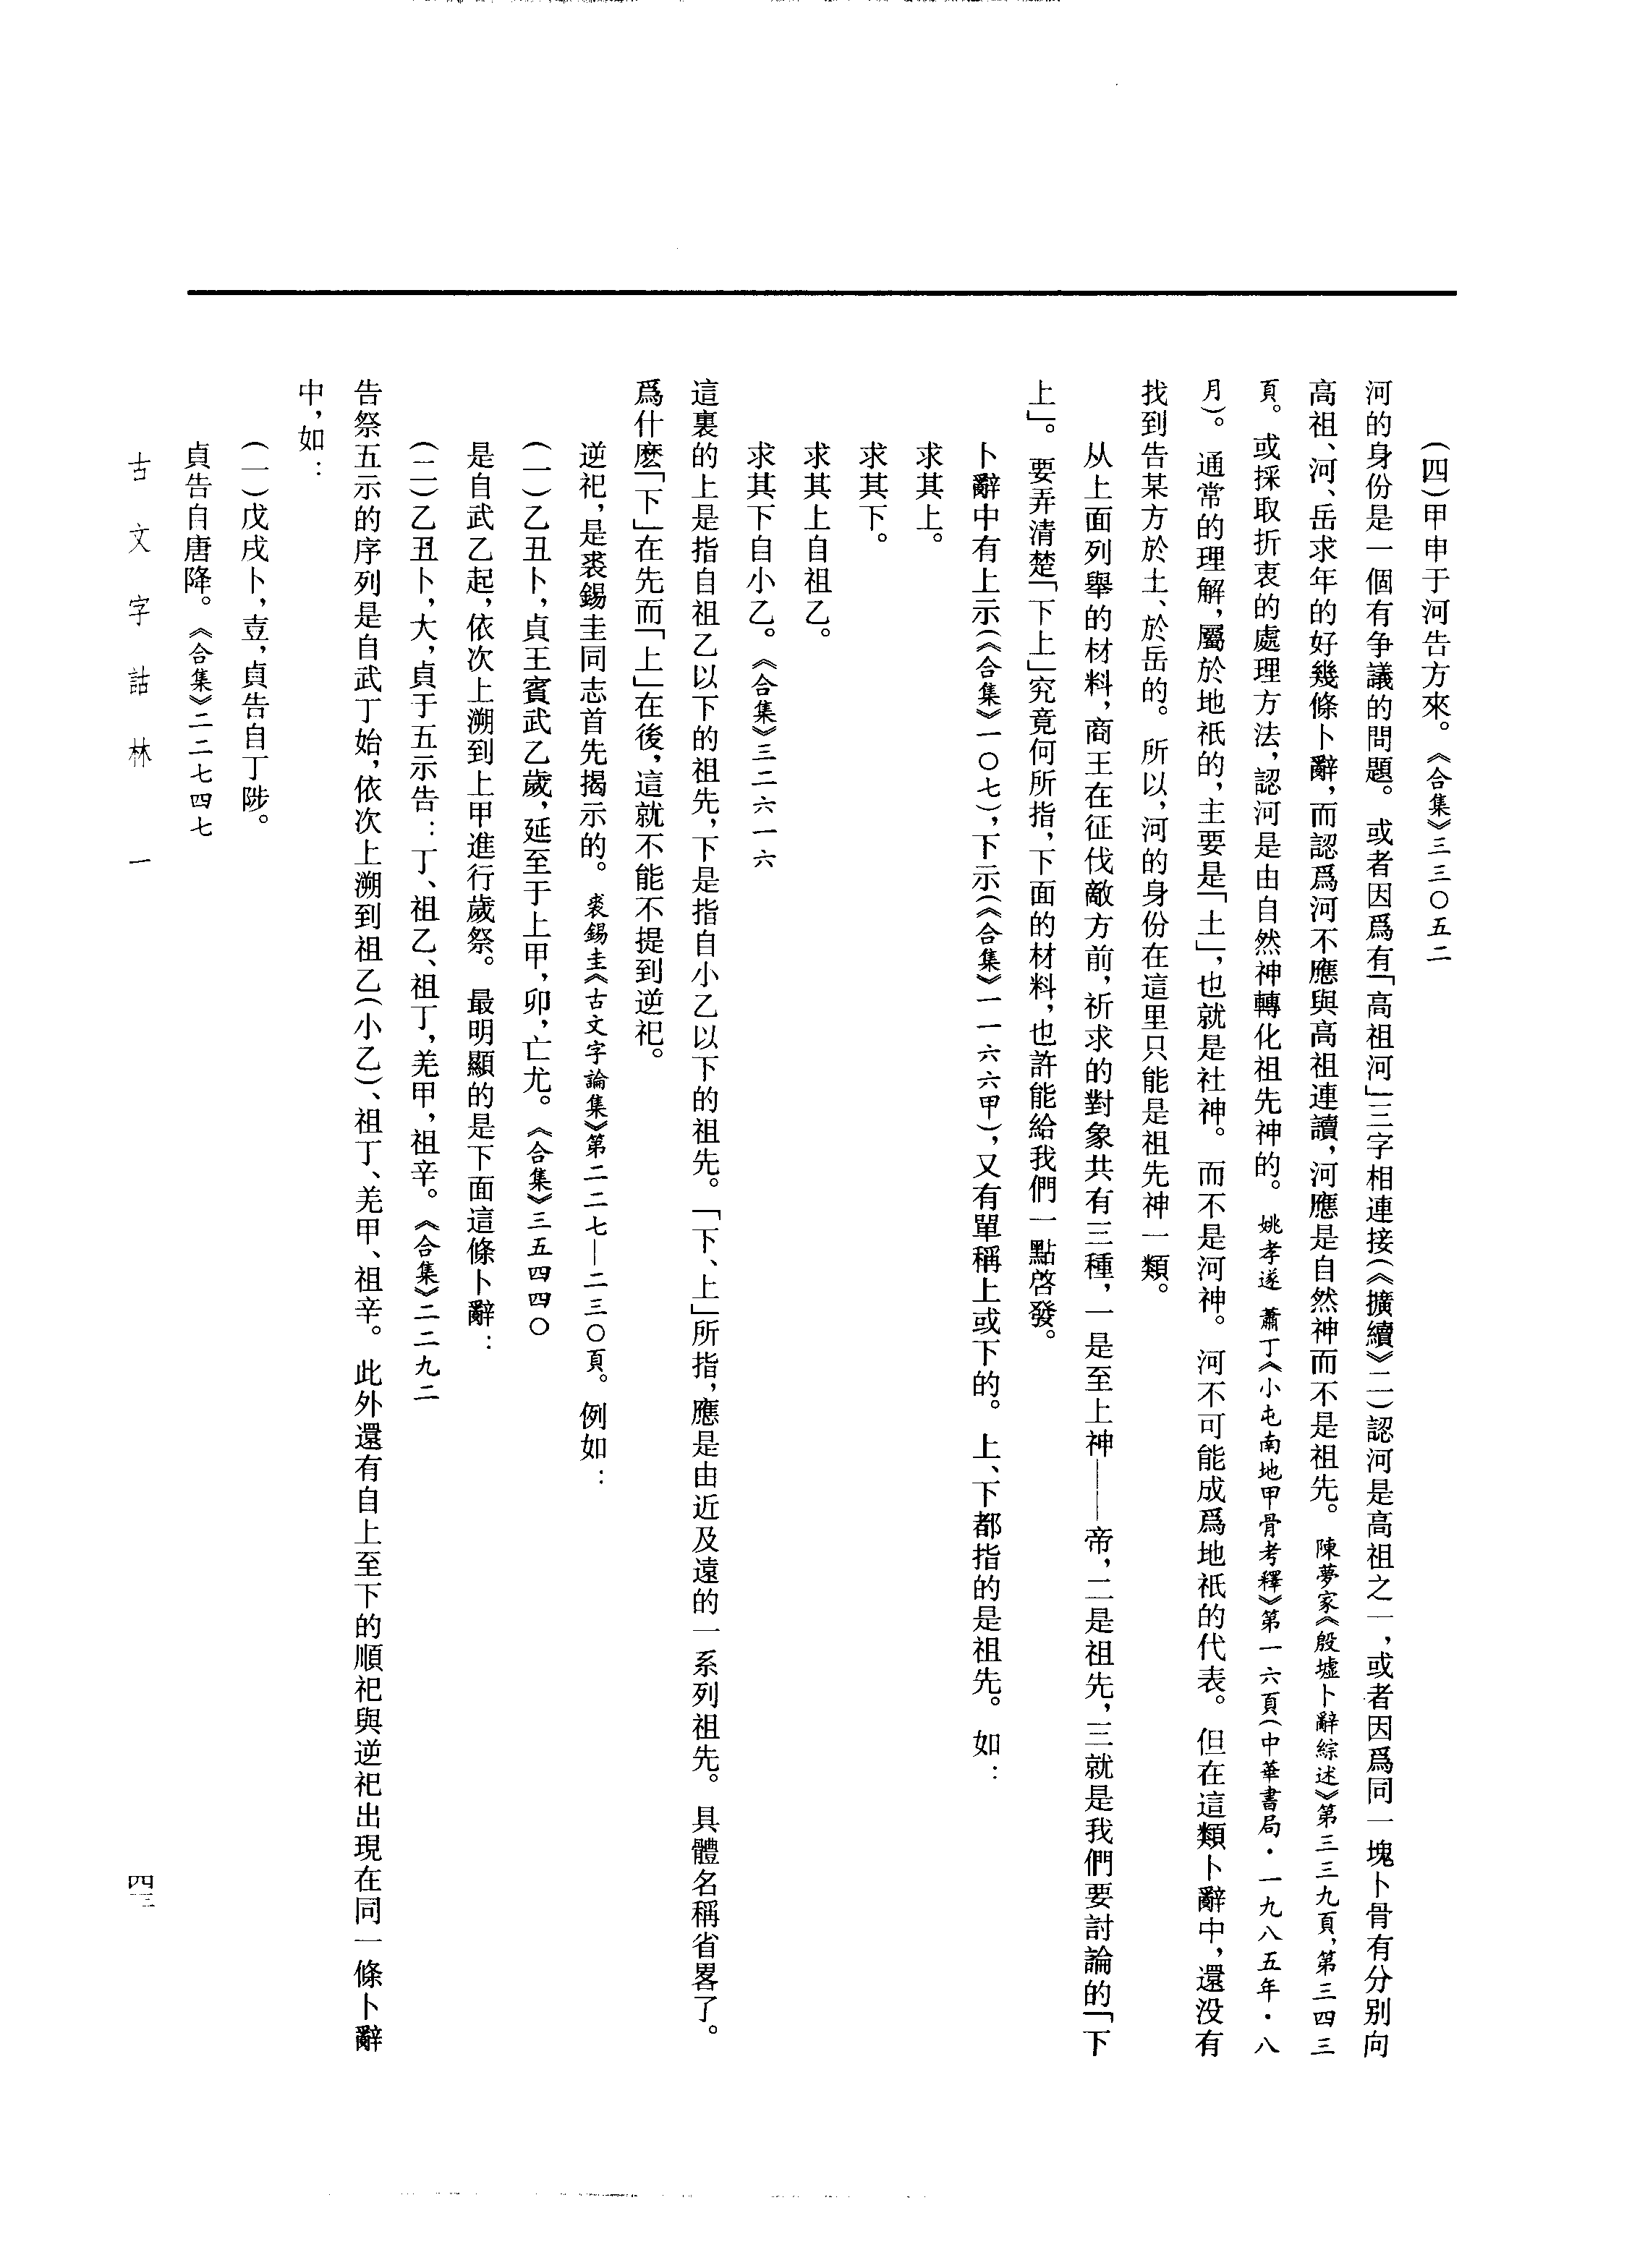 (四)甲申于河告方來。《合集》三三〇五二
河的身份是一個有争議的問題。或者因爲有「高祖河」三字相連接(《擴續》二)認河是高祖之一,或者因爲同一塊卜骨有分别向
高祖、河、岳求年的好幾條卜辭,而認爲河不應與高祖連讀,河應是自然神而不是祖先。陳夢家《殷墟卜辭綜述》第三三九頁,第三四三
頁。或採取折衷的處理方法,認河是由自然神轉化祖先神的。姚孝遂 蕭丁《小屯南地甲骨考釋》第一六頁(中華書局·一九八五年·八
月)。通常的理解,屬於地祇的,主要是「土」,也就是社神。而不是河神。河不可能成爲地祇的代表。但在這類卜辭中,還没有
找到告某方於土、於岳的。所以,河的身份在這里只能是祖先神一類。
从上面列舉的材料,商王在征伐敵方前,祈求的對象共有三種,一是至上神——帝,二是祖先,三就是我們要討論的「下
上」。要弄清楚「下上」究竟何所指,下面的材料,也許能給我們一點啓發。
卜辭中有上示(《合集》一〇七),下示(《合集》一一六六甲),又有單稱上或下的。上、下都指的是祖先。如:
求其上。
求其下。
求其上自祖乙。
求其下自小乙。《合集》三二六一六
這裏的上是指自祖乙以下的祖先,下是指自小乙以下的祖先。「下、上」所指,應是由近及遠的一系列祖先。具體名稱省畧了。
爲什麽「下」在先而「上」在後,這就不能不提到逆祀。
逆祀,是裘錫圭同志首先揭示的。裘錫圭《古文字論集》第二二七—二三〇頁。例如:
(一)乙丑卜,貞王賓武乙歲,延至于上甲,卯,亡尤。《合集》三五四四〇
是自武乙起,依次上溯到上甲進行歲祭。最明顯的是下面這條卜辭:
(二)乙丑卜,大,貞于五示告:丁、祖乙、祖丁,羌甲,祖辛。《合集》二二九二
告祭五示的序列是自武丁始,依次上溯到祖乙(小乙)、祖丁、羌甲、祖辛。此外還有自上至下的順祀與逆祀出現在同一條卜辭
中,如:
(一)戊戌卜,壴,貞告自丁陟。
貞告自唐降。《合集》二二七四七
古文字詁林 一
四三